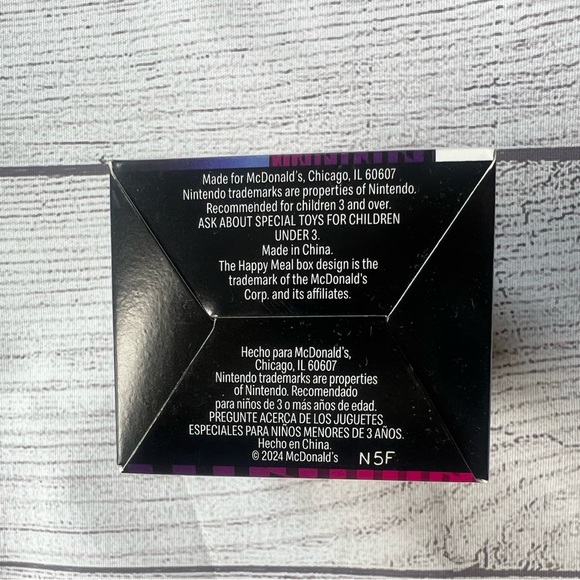 Made for McDonald's, Chicago, IL 60607
Nintendo trademarks are properties of Nintendo.
Recommended for children 3 and over.
ASK ABOUT SPECIAL TOYS FOR CHILDREN
UNDER 3.
Made in China.
The Happy Meal box design is the
trademark of the McDonald's
Corp. and its affiliates.
Hecho para McDonald's,
Chicago, IL 60607
Nintendo trademarks are properties
of Nintendo. Recomendado
para niños de 3 o más años de edad.
PREGUNTE ACERCA DE LOS JUGUETES
ESPECIALES PARA NIÑOS MENORES DE 3 AÑOS.
Hecho en China.
© 2024 McDonald's N5F